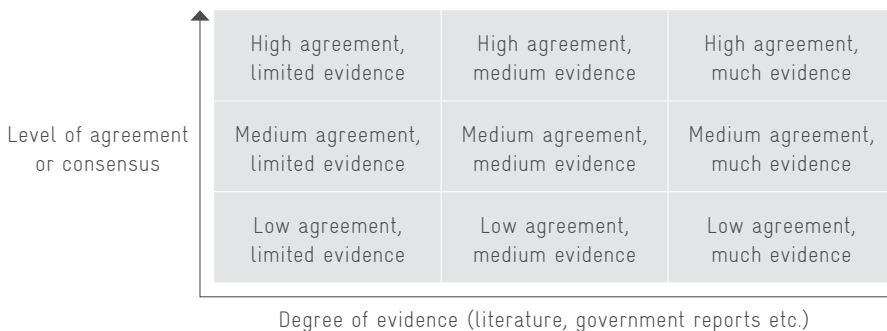 High agreement,
limited evidence
High agreement,
medium evidence
High agreement,
much evidence
Level of agreement
or consensus
Medium agreement,
limited evidence
Medium agreement,
medium evidence
Medium agreement,
much evidence
Low agreement,
limited evidence
Low agreement,
medium evidence
Low agreement,
much evidence
Degree of evidence (literature, government reports etc.)